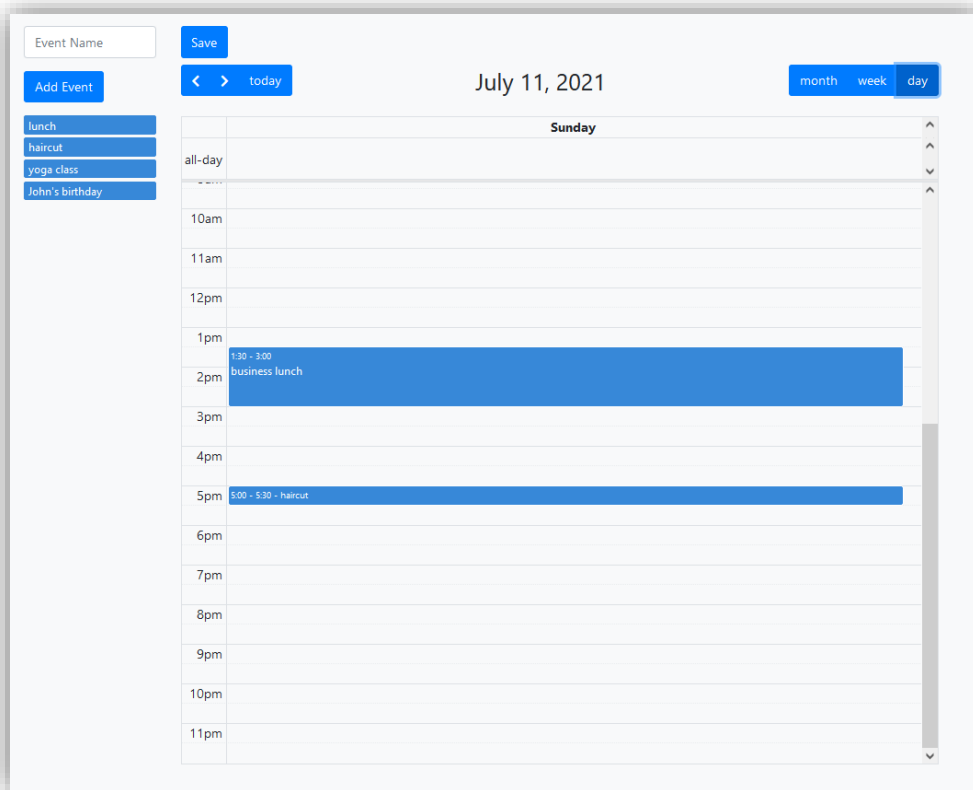 Event Name
Save
Add Event
today
July 11, 2021
month week day
lunch
haircut
yoga class
John's birthday
Sunday
all-day
10am
11am
12pm
1pm
1:30 - 3:00
business lunch
2pm
3pm
4pm
5pm
5:00 - 5:30 - haircut
6pm
7pm
8pm
9pm
10pm
11pm